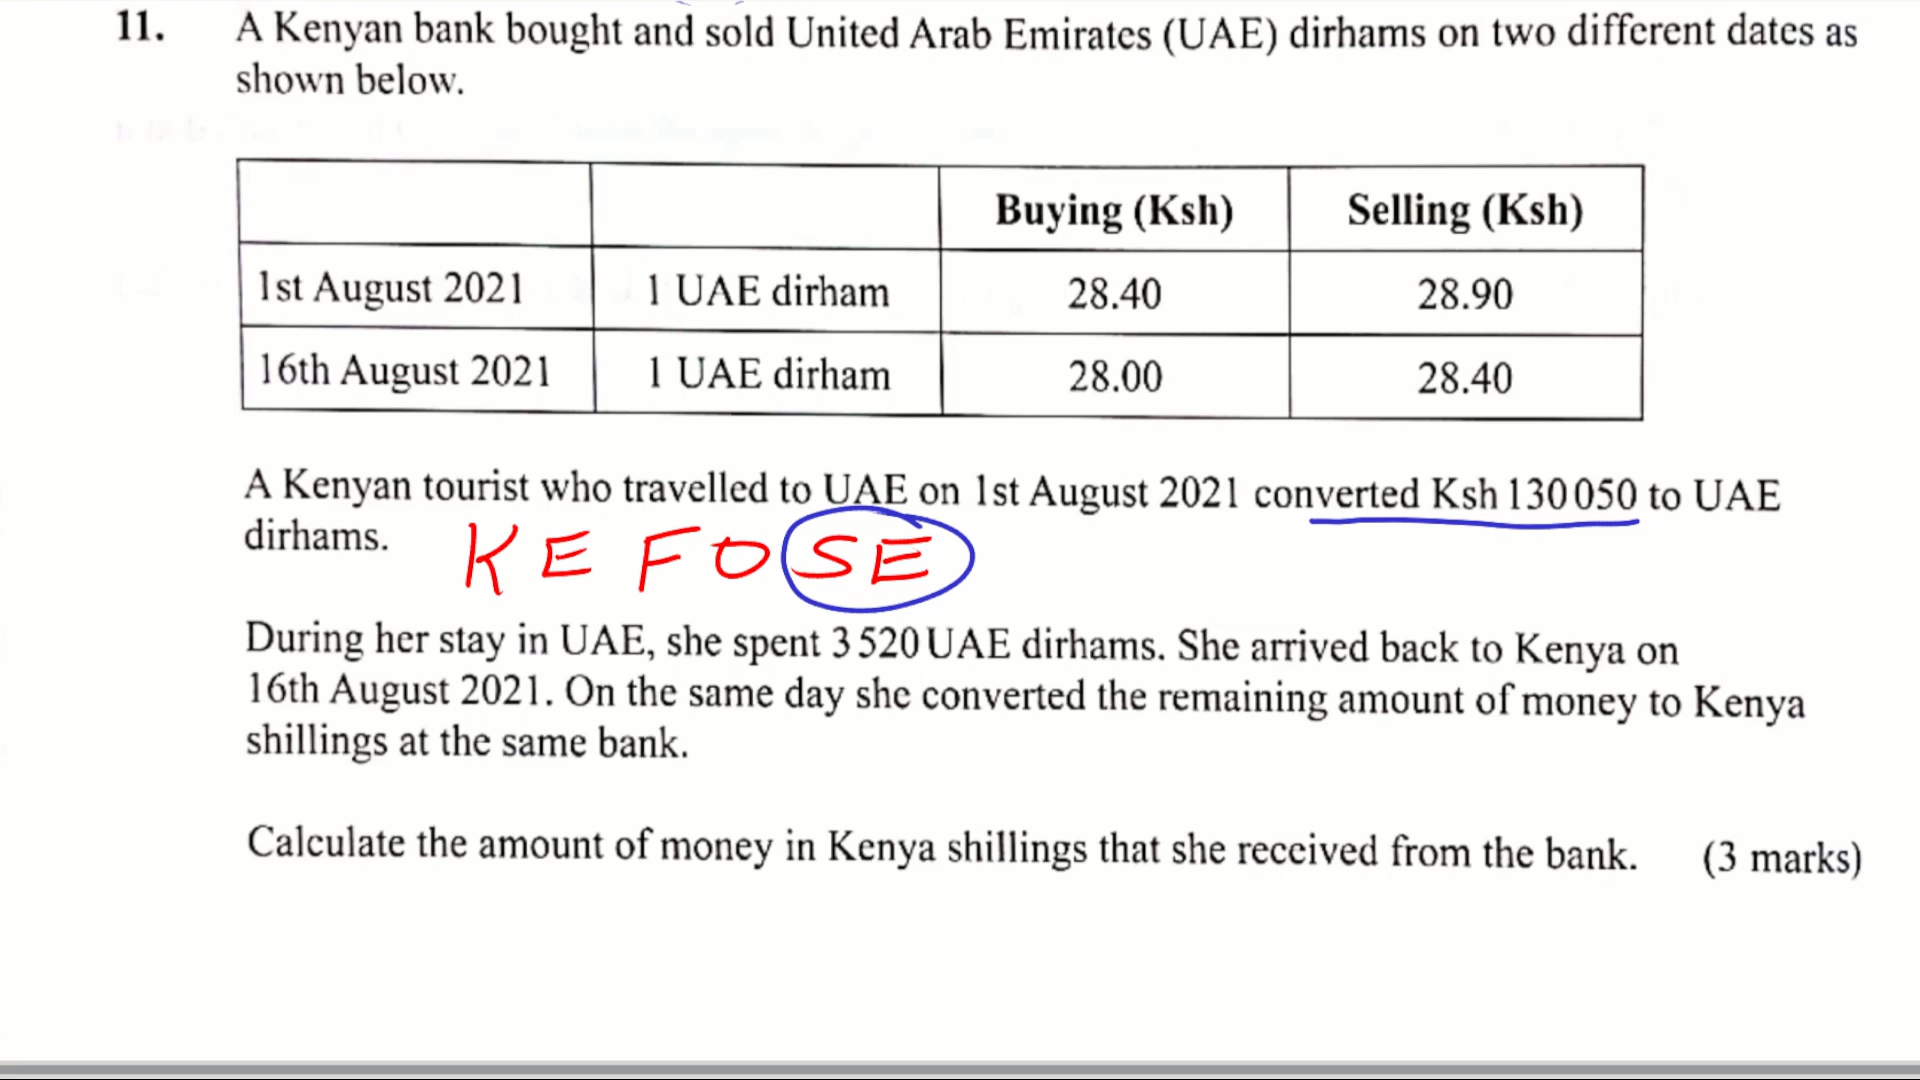 11. A Kenyan bank bought and sold United Arab Emirates (UAE) dirhams on two different dates as
shown below.
Buying (Ksh) Selling (Ksh)
1st August 2021 1 UAE dirham 28.40 28.90
16th August 2021 1 UAE dirham 28.00 28.40
A Kenyan tourist who travelled to UAE on 1st August 2021 converted Ksh 130 050 to UAE
dirhams.
KE FOSE
During her stay in UAE, she spent 3 520 UAE dirhams. She arrived back to Kenya on
16th August 2021. On the same day she converted the remaining amount of money to Kenya
shillings at the same bank.
Calculate the amount of money in Kenya shillings that she received from the bank. (3 marks)